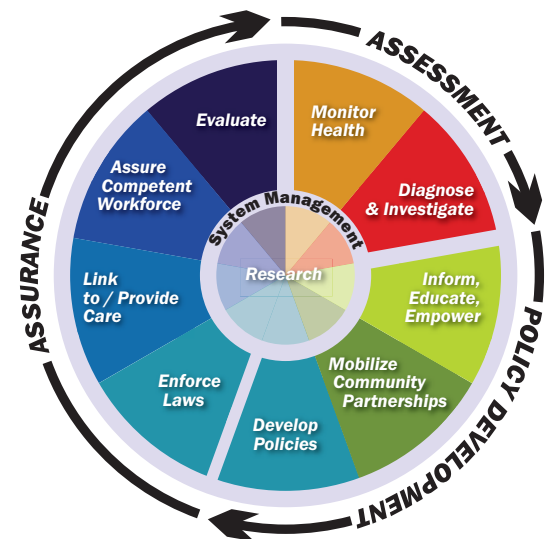 ASSESSMENT
Monitor
Health
Diagnose
& Investigate
Inform,
Educate,
Empower
POLICY DEVELOPMENT
Mobilize
Community
Partnerships
Develop
Policies
Enforce
Laws
ASSURANCE
Link
to / Provide
Care
Assure
Competent
Workforce
Evaluate
System Management
Research